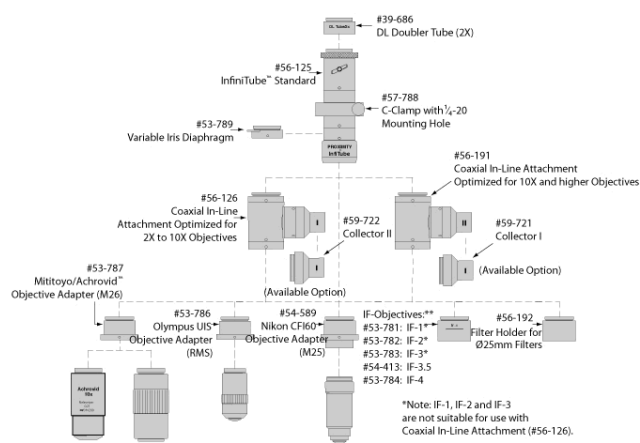 #39-686
DL Doubler Tube (2X)
#56-125
InfiniTube™ Standard
#57-788
C-Clamp with ¼-20
Mounting Hole
#53-789
Variable Iris Diaphragm
PROXIMITY
InfiniTube
#56-191
Coaxial In-Line Attachment
Optimized for 10X and higher Objectives
#56-126
Coaxial In-Line
Attachment Optimized for
2X to 10X Objectives
I
II
#59-722
Collector II
#59-721
Collector I
I
I
(Available Option)
(Available Option)
#53-787
Mititoyo/Achrovid™
Objective Adapter (M26)
#53-786
Olympus UIS
Objective Adapter
(RMS)
#54-589
Nikon CFI60
Objective Adapter
(M25)
IF-Objectives:**
#53-781: IF-1*
#53-782: IF-2*
#53-783: IF-3*
#54-413: IF-3.5
#53-784: IF-4
#56-192
Filter Holder for
Ø25mm Filters
*Note: IF-1, IF-2 and IF-3
are not suitable for use with
Coaxial In-Line Attachment (#56-126).